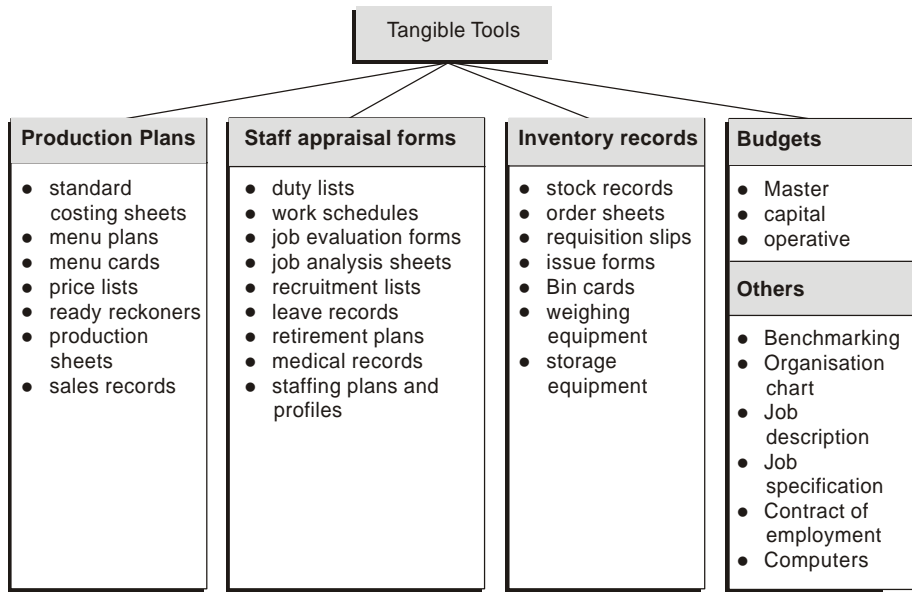 Tangible Tools
Production Plans
● standard
costing sheets
● menu plans
● menu cards
● price lists
● ready reckoners
● production
sheets
● sales records
Staff appraisal forms
● duty lists
● work schedules
● job evaluation forms
● job analysis sheets
● recruitment lists
● leave records
● retirement plans
● medical records
● staffing plans and
profiles
Inventory records
● stock records
● order sheets
● requisition slips
● issue forms
● Bin cards
● weighing
equipment
● storage
equipment
Budgets
● Master
● capital
● operative
Others
● Benchmarking
● Organisation
chart
● Job
description
● Job
specification
● Contract of
employment
● Computers